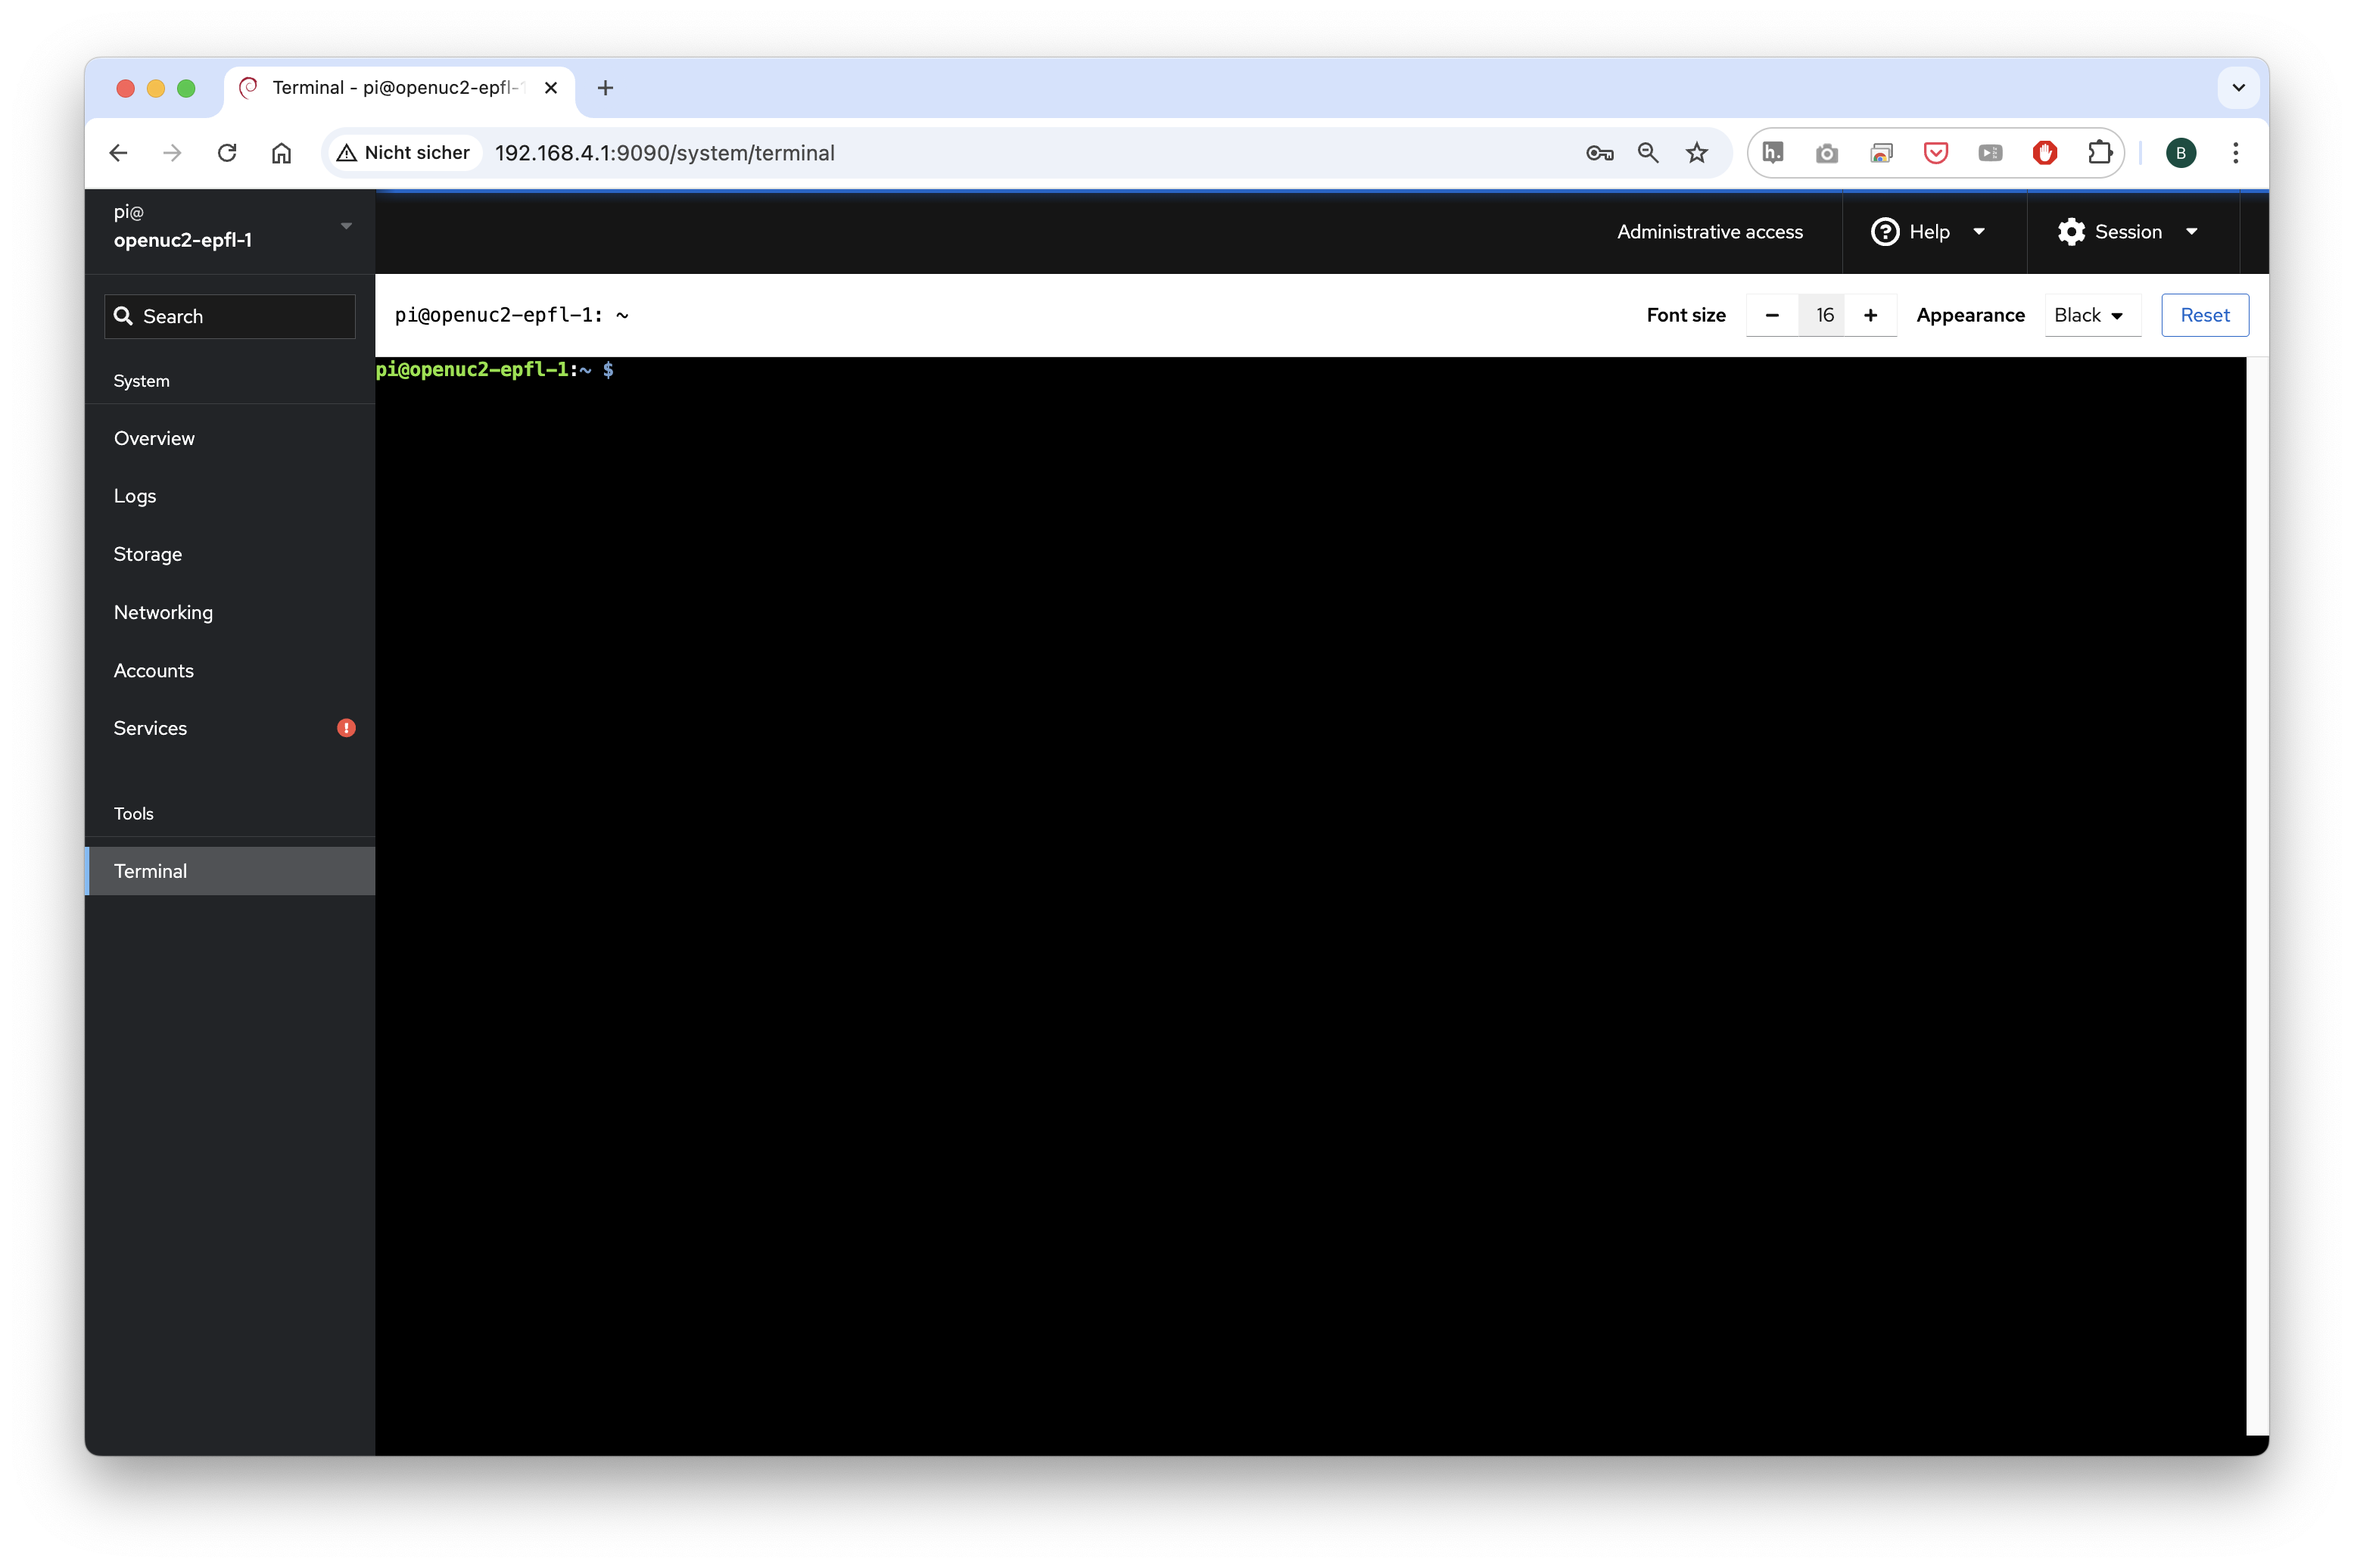 Terminal - pi@openuc2-epfl-1
Nicht sicher
192.168.4.1:9090/system/terminal
h.
B
pi@
openuc2-epfl-1
Administrative access
Help
Session
Search
pi@openuc2-epfl-1: ~
Font size
16
Appearance
Black
Reset
pi@openuc2-epfl-1:~ $
System
Overview
Logs
Storage
Networking
Accounts
Services
Tools
Terminal